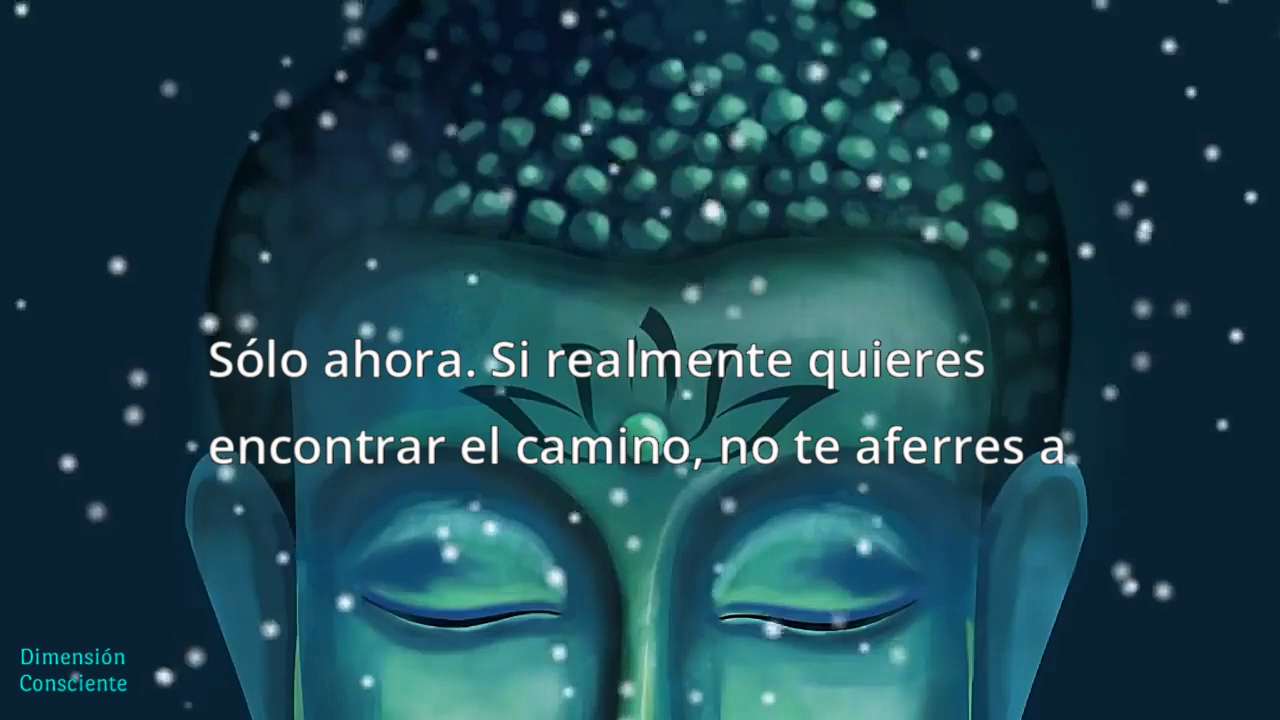 Sólo ahora. Si realmente quieres
encontrar el camino, no te aferres a
Dimensión
Consciente